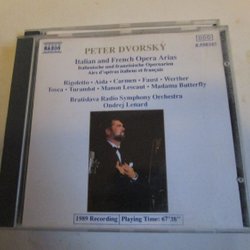 NAXOS
DDD
PETER DVORSKÝ
Italian and French Opera Arias
Italienische und französische Opernarien
Airs d'opéras italiens et français
Rigoletto • Aida • Carmen • Faust • Werther
Tosca • Turandot • Manon Lescaut • Madama Butterfly
Bratislava Radio Symphony Orchestra
Ondrej Lenard
1989 Recording
Playing Time: 67'38"